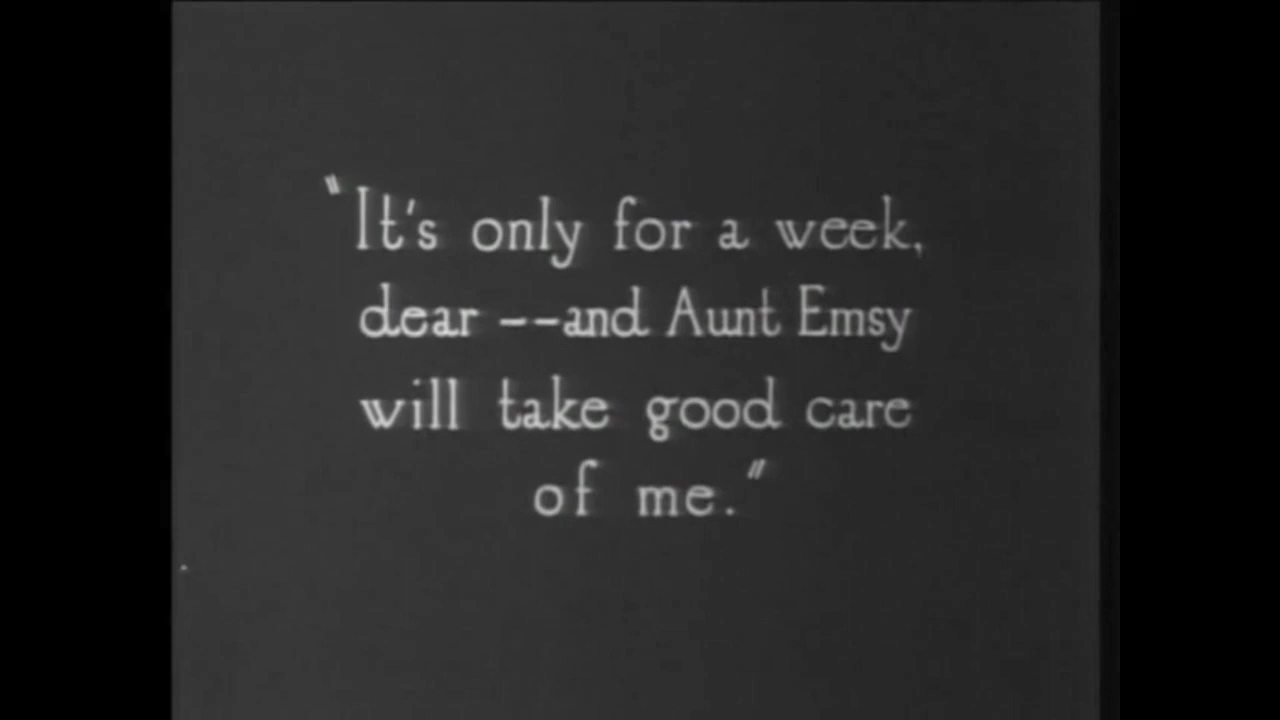 "It's only for a week,
dear --and Aunt Emsy
will take good care
of me."